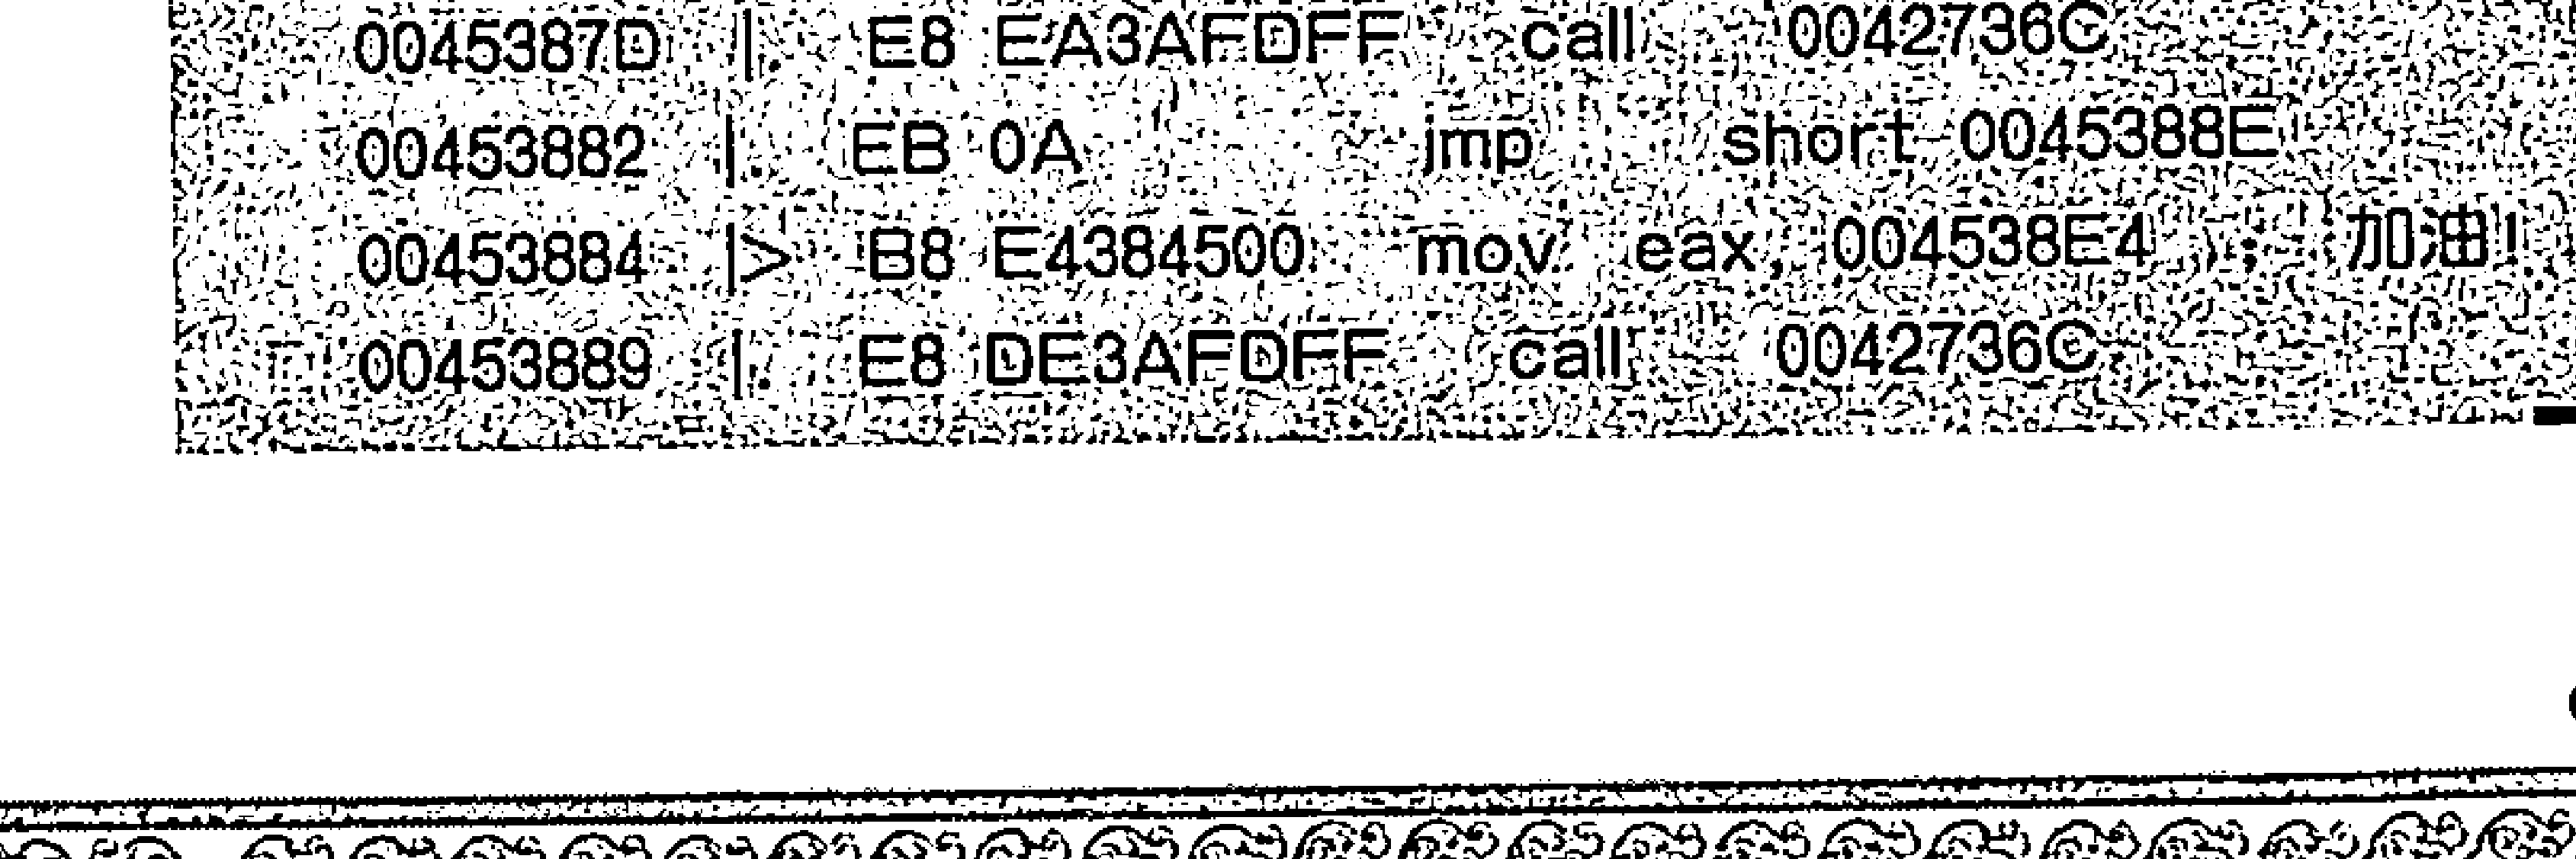 0045387D |. E8 EA3AFDFF call 0042736C
00453882 |. EB 0A jmp short 0045388E
00453884 |> B8 E4384500 mov eax, 004538E4 ; 加油!
00453889 |. E8 DE3AFDFF call 0042736C